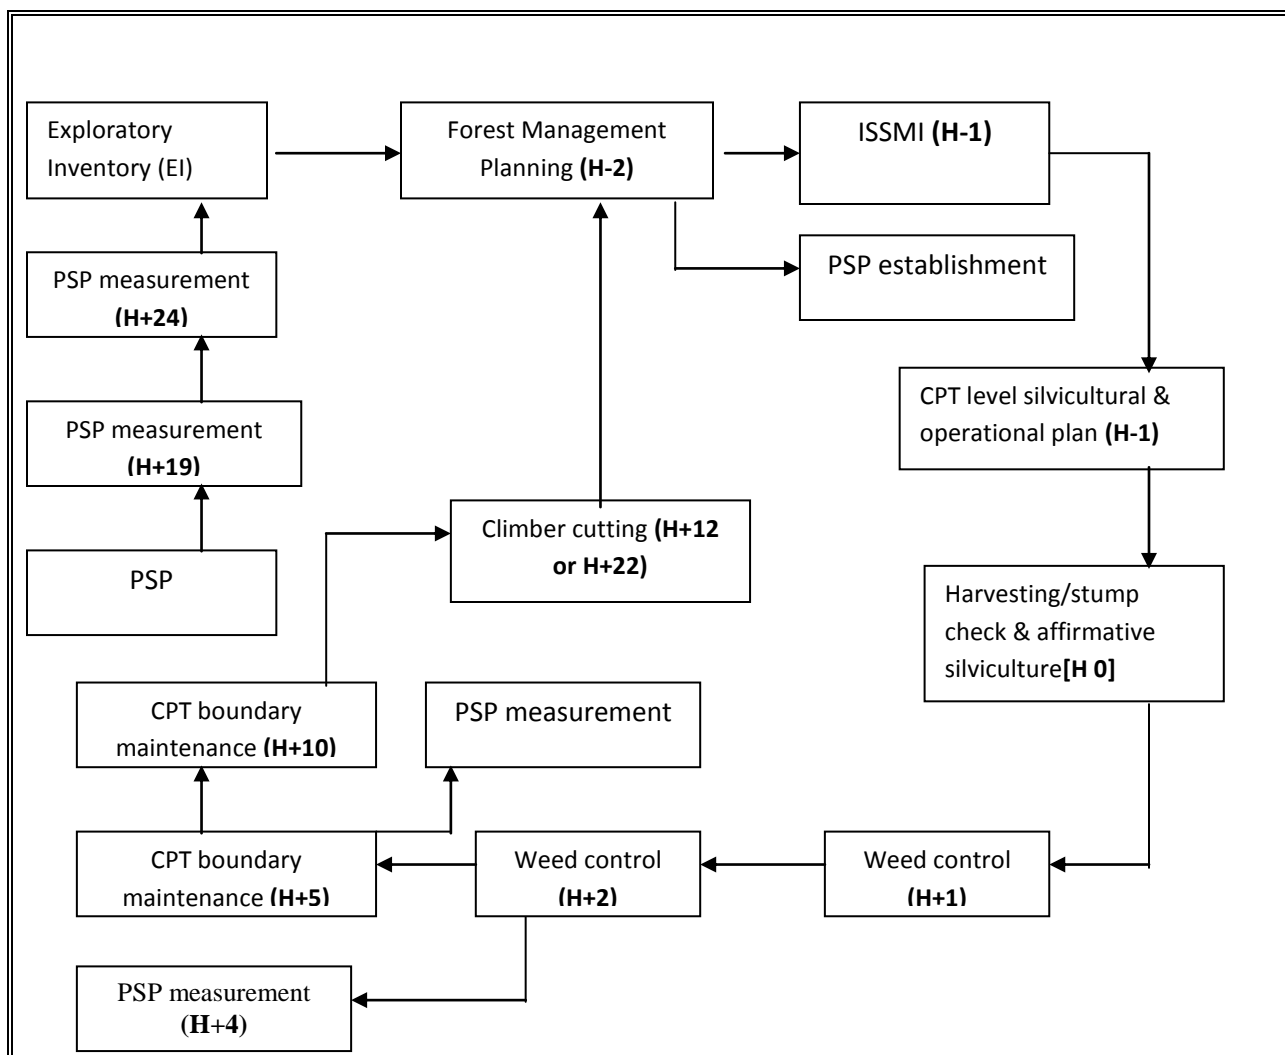 Exploratory
Inventory (EI)
Forest Management
Planning (H-2)
ISSMI (H-1)
PSP measurement
(H+24)
PSP establishment
CPT level silvicultural &
operational plan (H-1)
PSP measurement
(H+19)
Climber cutting (H+12
or H+22)
PSP
Harvesting/stump
check & affirmative
silviculture[H 0]
CPT boundary
maintenance (H+10)
PSP measurement
CPT boundary
maintenance (H+5)
Weed control
(H+2)
Weed control
(H+1)
PSP measurement
(H+4)